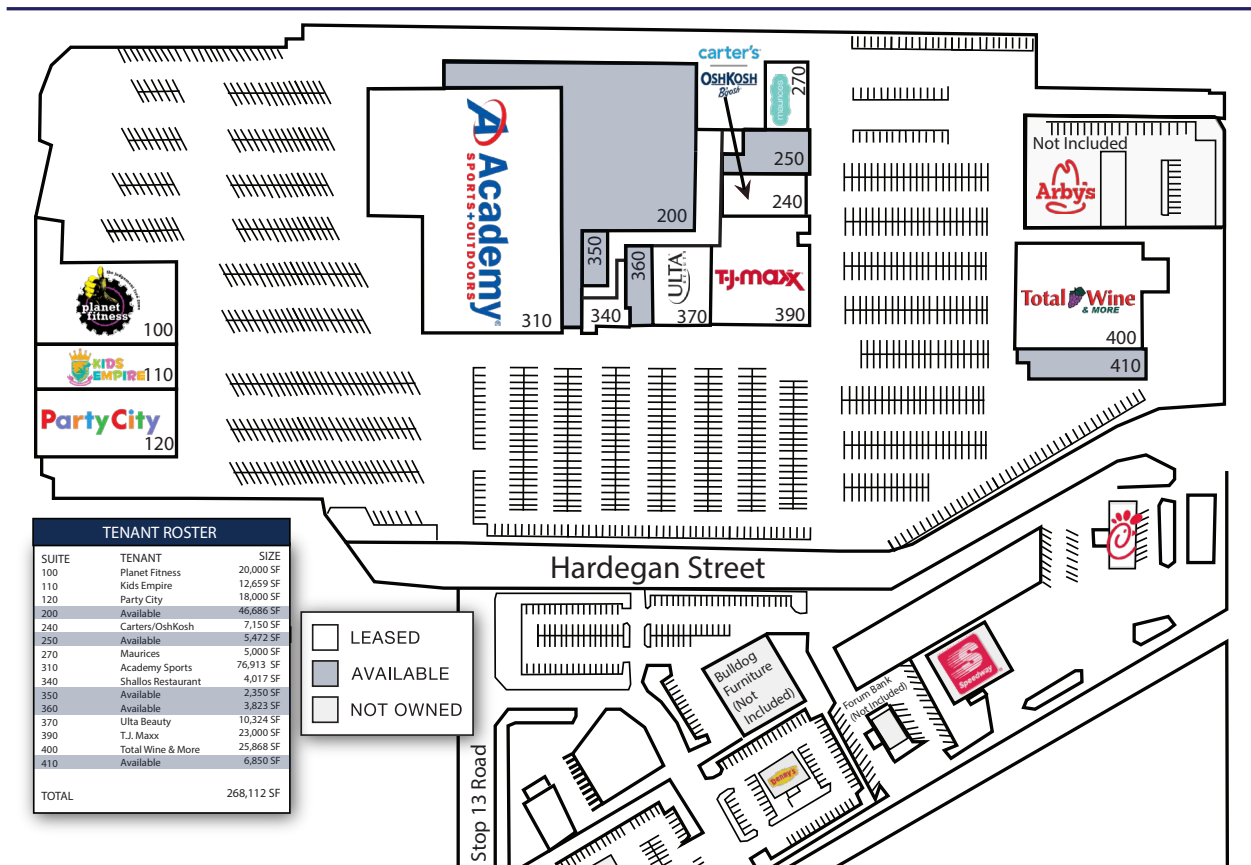 carter's
OSHKOSH
B'gosh
maurices
270
250
240
200
Academy
SPORTS+OUTDOORS
310
350
340
360
ULTA
BEAUTY
370
T•J•maxx
390
Not Included
Arby's
Total Wine
& MORE
400
410
the judgement free zone
planet
fitness
100
KIDS
EMPIRE
110
Party City
120
Hardegan Street
Stop 13 Road
Bulldog
Furniture
(Not
Included)
Forum Bank
(Not Included)
Speedway
Denny's
LEASED
AVAILABLE
NOT OWNED
TENANT ROSTER
SUITE TENANT SIZE
100 Planet Fitness 20,000 SF
110 Kids Empire 12,659 SF
120 Party City 18,000 SF
200 Available 46,686 SF
240 Carters/OshKosh 7,150 SF
250 Available 5,472 SF
270 Maurices 5,000 SF
310 Academy Sports 76,913 SF
340 Shallos Restaurant 4,017 SF
350 Available 2,350 SF
360 Available 3,823 SF
370 Ulta Beauty 10,324 SF
390 T.J. Maxx 23,000 SF
400 Total Wine & More 25,868 SF
410 Available 6,850 SF
TOTAL 268,112 SF